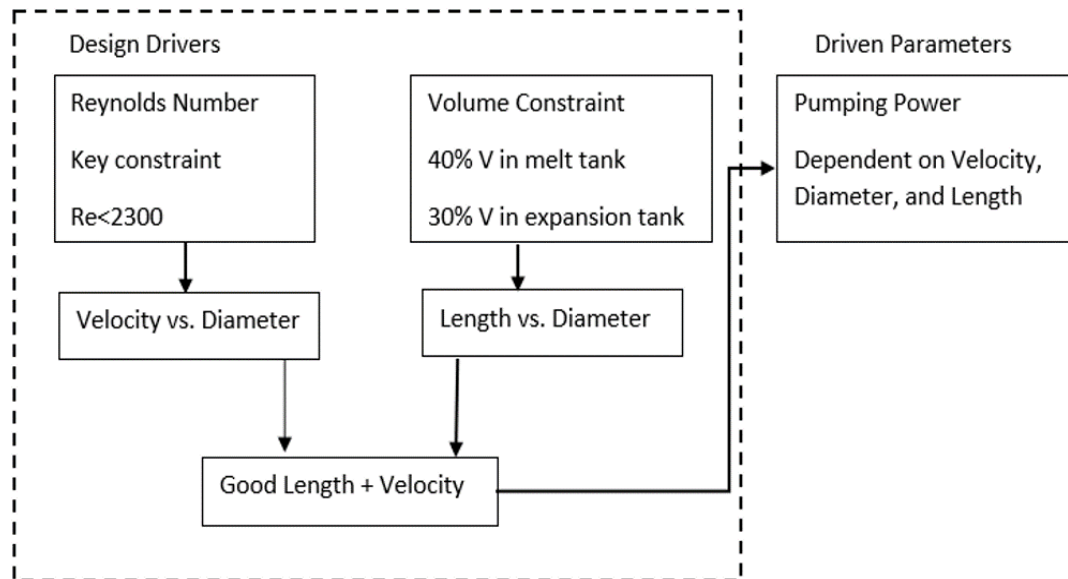 Design Drivers
Driven Parameters
Reynolds Number
Key constraint
Re<2300
Volume Constraint
40% V in melt tank
30% V in expansion tank
Pumping Power
Dependent on Velocity,
Diameter, and Length
Velocity vs. Diameter
Length vs. Diameter
Good Length + Velocity